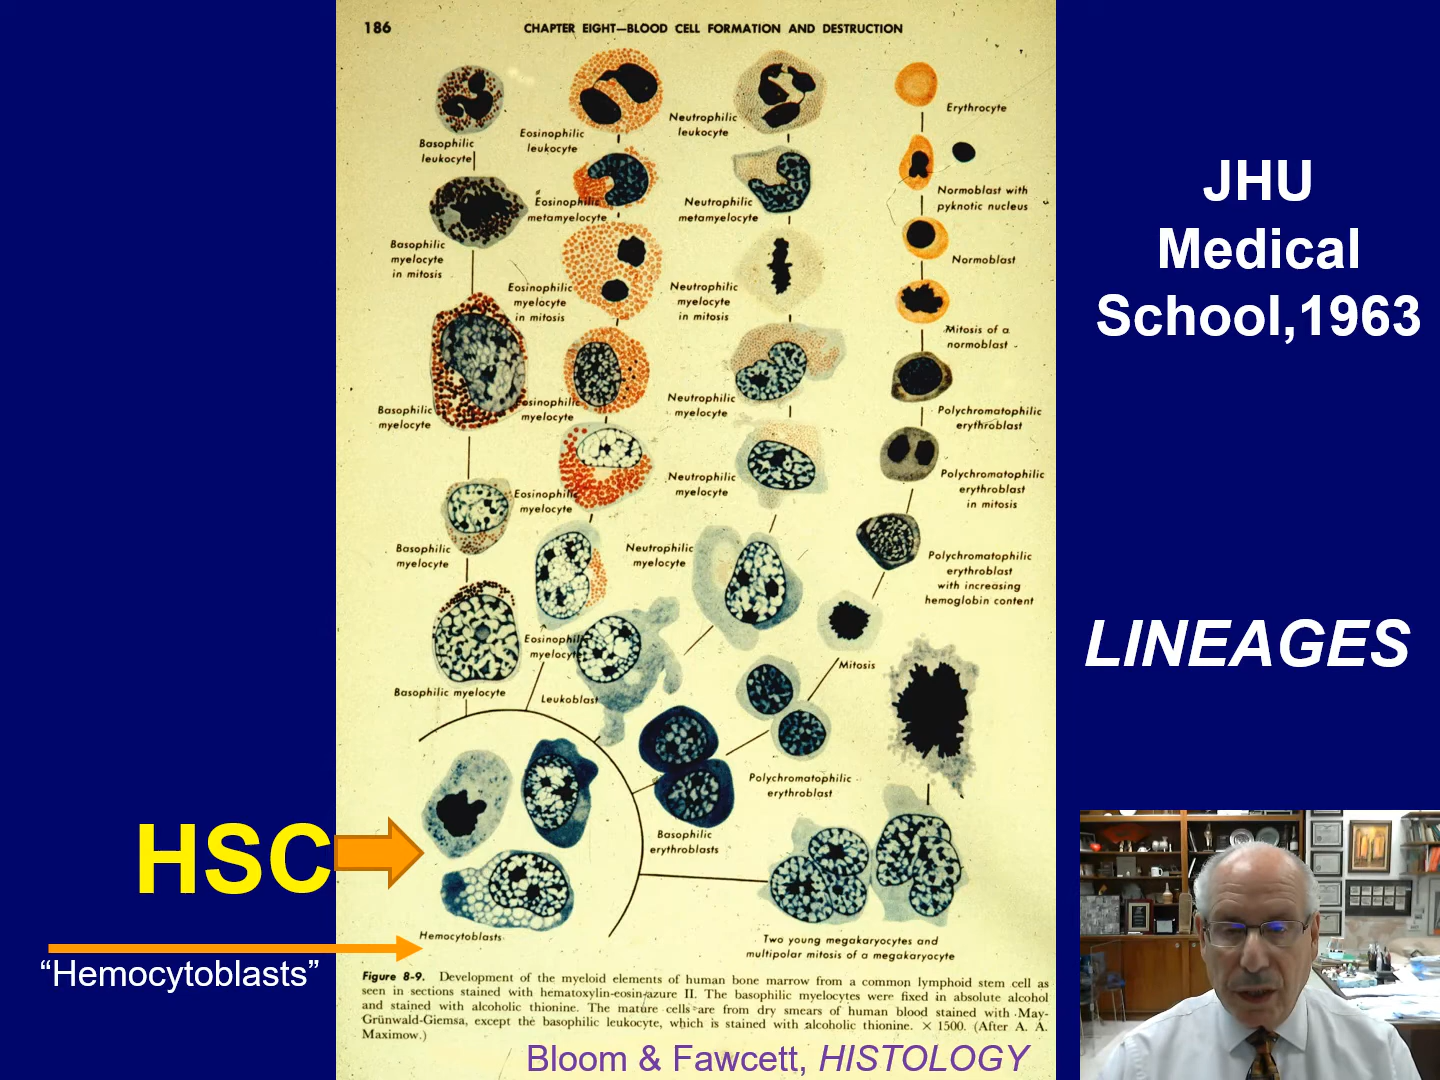 186
CHAPTER EIGHT—BLOOD CELL FORMATION AND DESTRUCTION
Basophilic
leukocyte
Eosinophilic
leukocyte
Neutrophilic
leukocyte
Erythrocyte
Eosinophilic
metamyelocyte
Neutrophilic
metamyelocyte
Normoblast with
pyknotic nucleus
Basophilic
myelocyte
in mitosis
Eosinophilic
myelocyte
in mitosis
Neutrophilic
myelocyte
in mitosis
Normoblast
Mitosis of a
normoblast
Basophilic
myelocyte
Eosinophilic
myelocyte
Neutrophilic
myelocyte
Polychromatophilic
erythroblast
Eosinophilic
myelocyte
Neutrophilic
myelocyte
Polychromatophilic
erythroblast
in mitosis
Basophilic
myelocyte
Neutrophilic
myelocyte
Polychromatophilic
erythroblast
with increasing
hemoglobin content
Eosinophilic
myelocyte
Mitosis
Basophilic myelocyte
Leukoblast
Polychromatophilic
erythroblast
Basophilic
erythroblasts
Hemocytoblasts
Two young megakaryocytes and
multipolar mitosis of a megakaryocyte
Figure 8-9. Development of the myeloid elements of human bone marrow from a common lymphoid stem cell as
seen in sections stained with hematoxylin-eosin-azure II. The basophilic myelocytes were fixed in absolute alcohol
and stained with alcoholic thionine. The mature cells are from dry smears of human blood stained with May-
Grünwald-Giemsa, except the basophilic leukocyte, which is stained with alcoholic thionine. × 1500. (After A. A.
Maximow.)
Bloom & Fawcett, HISTOLOGY
HSC
“Hemocytoblasts”
JHU
Medical
School,1963
LINEAGES